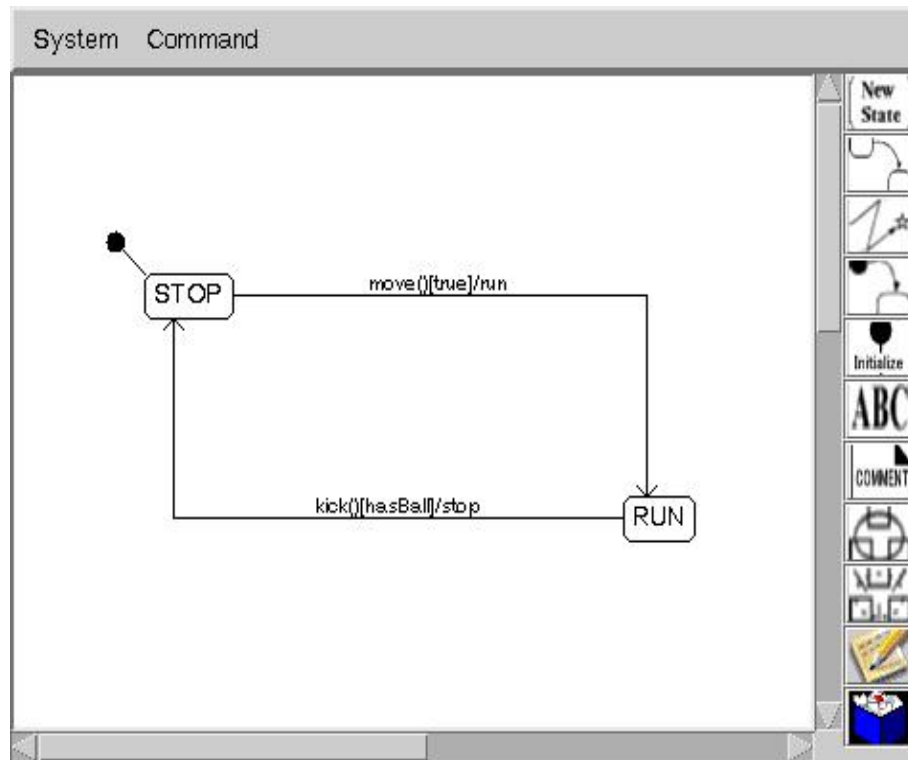 System Command
New
State
STOP
move()[true]/run
Initialize
ABC
COMMENT
kick()[hasBall]/stop
RUN